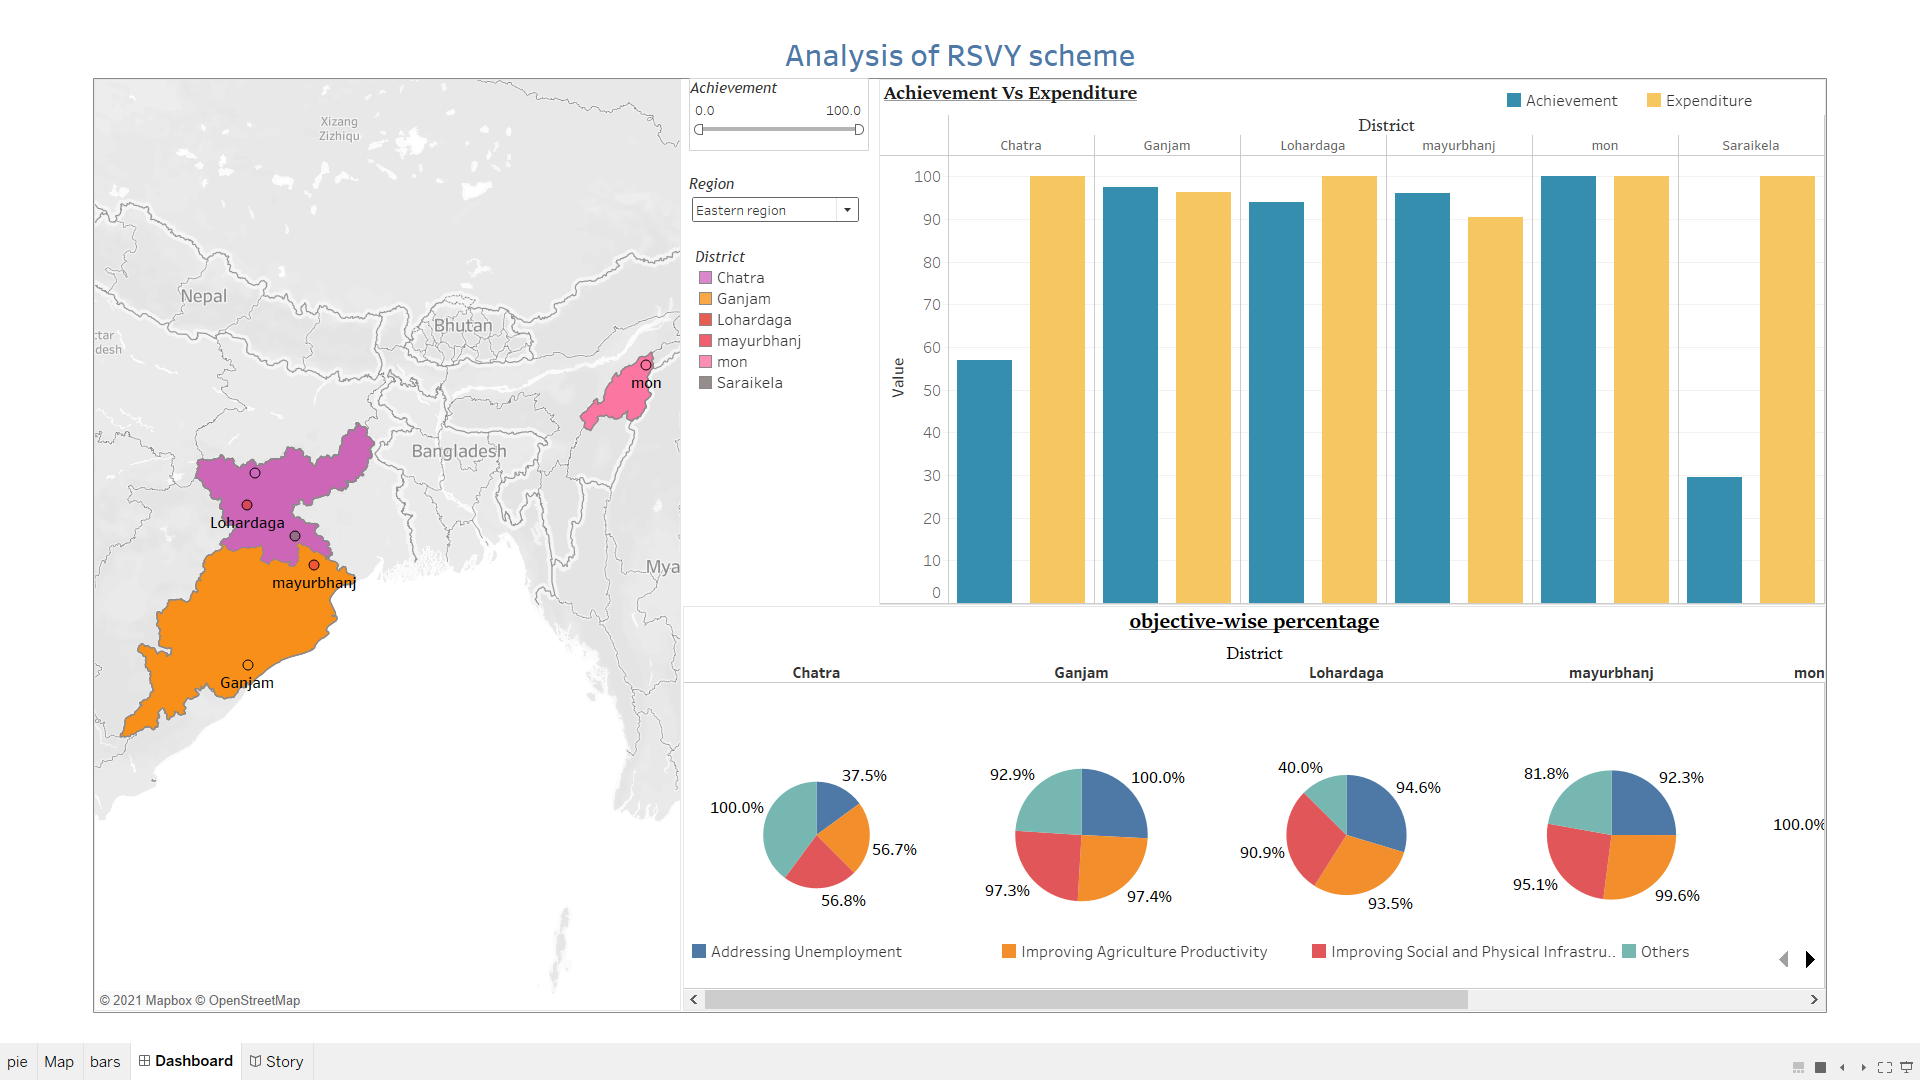 Analysis of RSVY scheme
Xizang
Zizhiqu
Nepal
Bhutan
tar
desh
Bangladesh
Mya
mon
Lohardaga
mayurbhanj
Ganjam
© 2021 Mapbox © OpenStreetMap
Achievement
0.0 100.0
Region
Eastern region
District
Chatra
Ganjam
Lohardaga
mayurbhanj
mon
Saraikela
Achievement Vs Expenditure
Achievement Expenditure
District
Chatra Ganjam Lohardaga mayurbhanj mon Saraikela
Value
100
90
80
70
60
50
40
30
20
10
0
objective-wise percentage
District
Chatra Ganjam Lohardaga mayurbhanj mon
37.5%
56.7%
56.8%
100.0%
100.0%
97.4%
97.3%
92.9%
94.6%
93.5%
90.9%
40.0%
92.3%
99.6%
95.1%
81.8%
100.0%
Addressing Unemployment Improving Agriculture Productivity Improving Social and Physical Infrastru.. Others
pie Map bars Dashboard Story